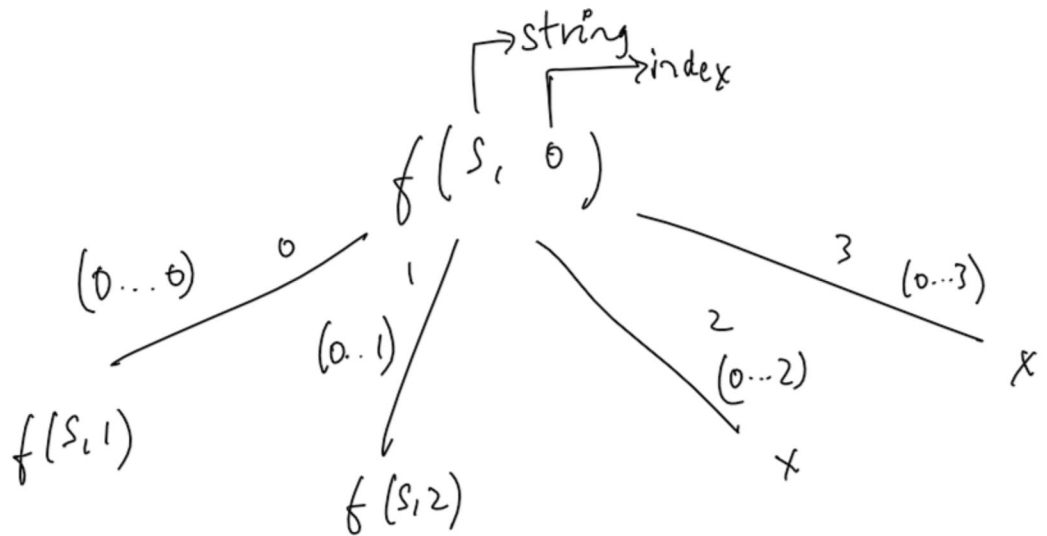 string
index
f(S, 0)
0
(0...0)
1
(0..1)
2
(0...2)
3
(0...3)
f(S,1)
f(S,2)
x
x